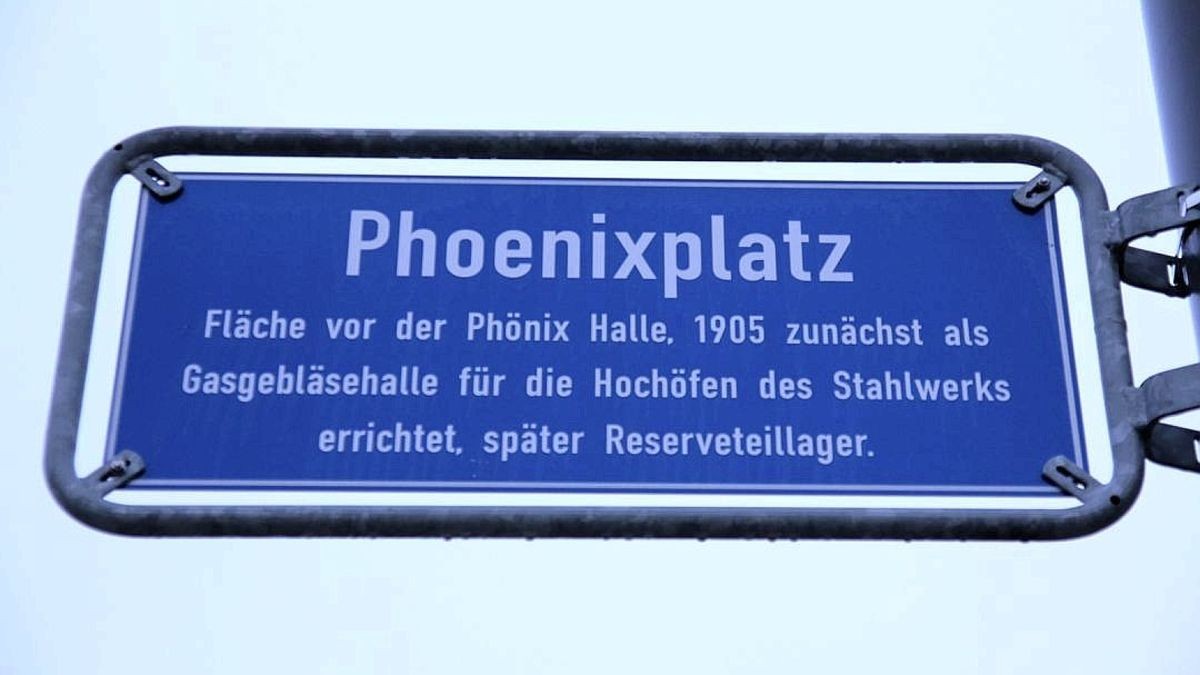 Phoenixplatz
Fläche vor der Phönix Halle, 1905 zunächst als
Gasgebläsehalle für die Hochöfen des Stahlwerks
errichtet, später Reserveteillager.